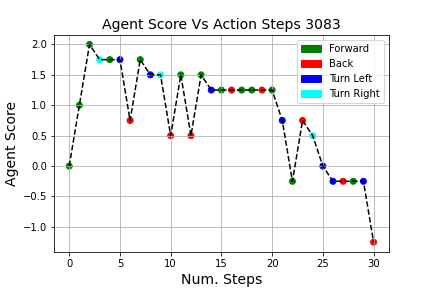 Agent Score Vs Action Steps 3083
Agent Score
2.0
1.5
1.0
0.5
0.0
−0.5
−1.0
Forward
Back
Turn Left
Turn Right
0 5 10 15 20 25 30
Num. Steps